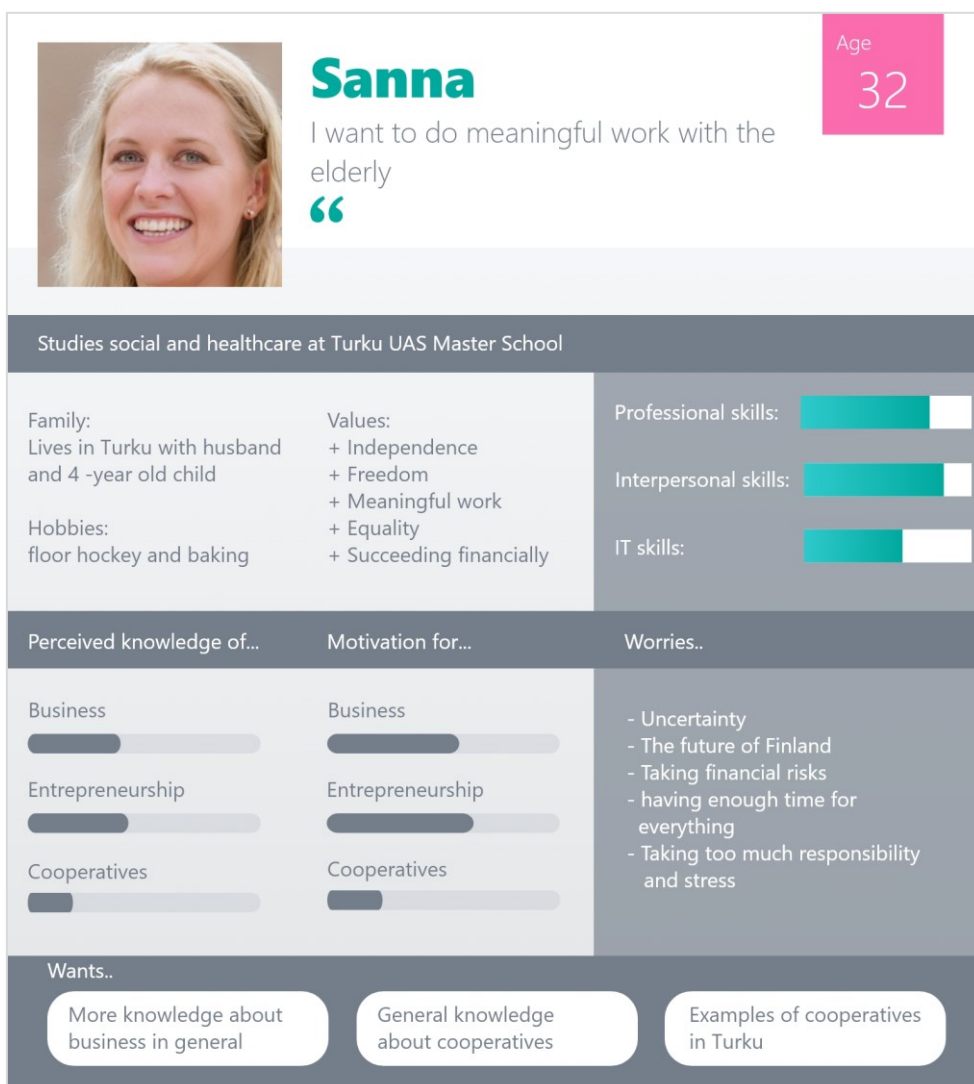 Sanna
Age
32
I want to do meaningful work with the
elderly
“
Studies social and healthcare at Turku UAS Master School
Family:
Lives in Turku with husband
and 4 -year old child
Hobbies:
floor hockey and baking
Values:
+ Independence
+ Freedom
+ Meaningful work
+ Equality
+ Succeeding financially
Professional skills:
Interpersonal skills:
IT skills:
Perceived knowledge of...
Business
Entrepreneurship
Cooperatives
Motivation for...
Business
Entrepreneurship
Cooperatives
Worries..
- Uncertainty
- The future of Finland
- Taking financial risks
- having enough time for
everything
- Taking too much responsibility
and stress
Wants..
More knowledge about
business in general
General knowledge
about cooperatives
Examples of cooperatives
in Turku